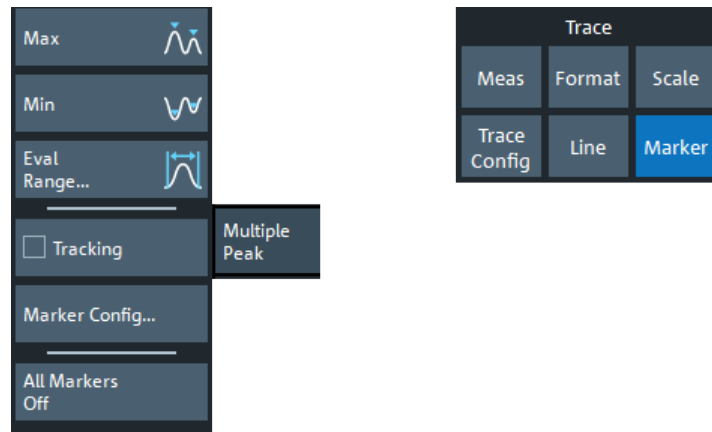 Max
Min
Eval
Range...
Tracking
Marker Config...
All Markers
Off
Multiple
Peak
Trace
Meas
Format
Scale
Trace
Config
Line
Marker